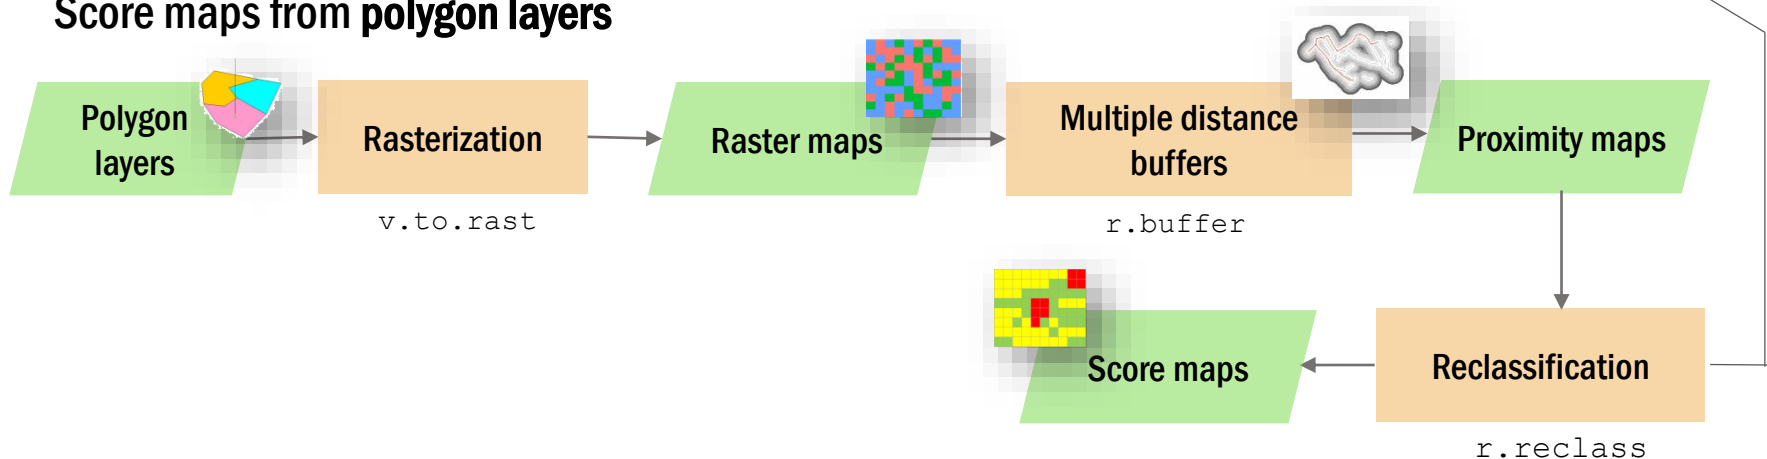 Score maps from polygon layers
Polygon
layers
Rasterization
v.to.rast
Raster maps
Multiple distance
buffers
r.buffer
Proximity maps
Score maps
Reclassification
r.reclass